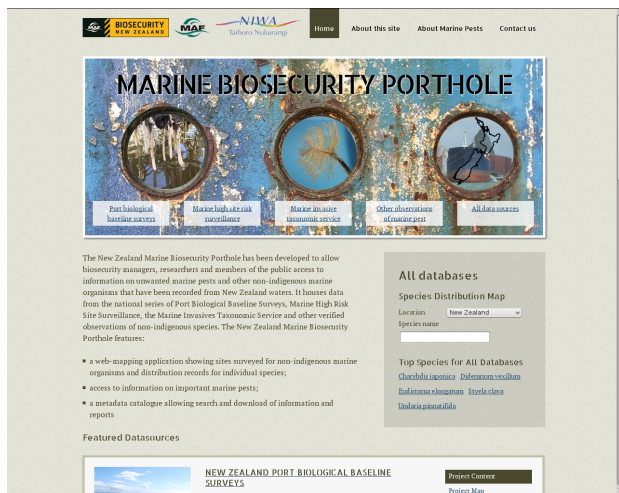 MAF BIOSECURITY NEW ZEALAND MAF NIWA Taihoro Nukurangi
Home About this site About Marine Pests Contact us
MARINE BIOSECURITY PORTHOLE
Port biological baseline surveys
Marine high site risk surveillance
Marine invasive taxonomic service
Other observations of marine pest
All data sources
The New Zealand Marine Biosecurity Porthole has been developed to allow
biosecurity managers, researchers and members of the public access to
information on unwanted marine pests and other non-indigenous marine
organisms that have been recorded from New Zealand waters. It houses data
from the national series of Port Biological Baseline Surveys, Marine High Risk
Site Surveillance, the Marine Invasives Taxonomic Service and other verified
observations of non-indigenous species. The New Zealand Marine Biosecurity
Porthole features:
a web-mapping application showing sites surveyed for non-indigenous marine
organisms and distribution records for individual species;
access to information on important marine pests;
a metadata catalogue allowing search and download of information and
reports
All databases
Species Distribution Map
Location New Zealand
Species name
Top Species for All Databases
Charybdis japonica Didemnum vexillum
Eudistoma elongatum Styela clava
Undaria pinnatifida
Featured Datasources
NEW ZEALAND PORT BIOLOGICAL BASELINE
SURVEYS
Project Content
Project Map